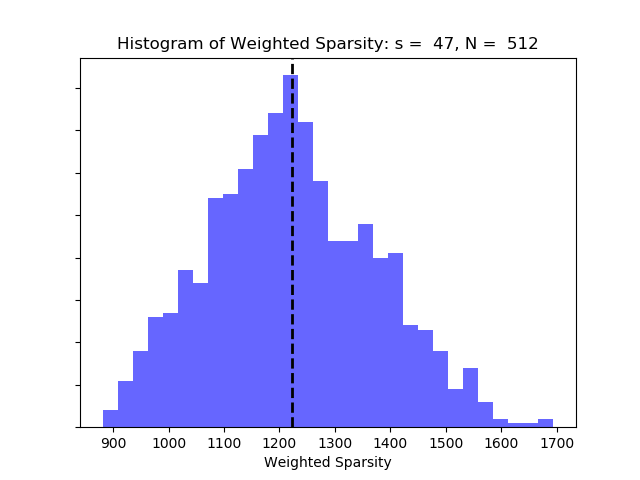 Histogram of Weighted Sparsity: s =  47, N =  512
900 1000 1100 1200 1300 1400 1500 1600 1700
Weighted Sparsity